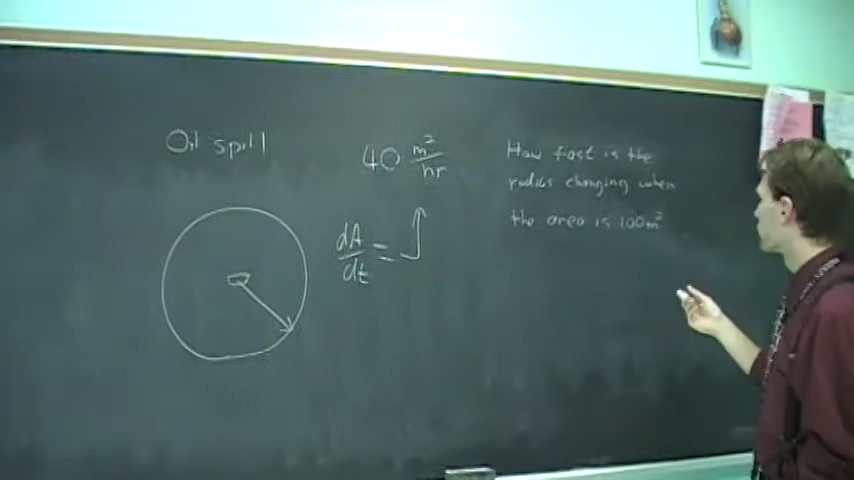 Oil spill
40 m²/hr
dA/dt =
How fast is the
radius changing when
the area is 100m²